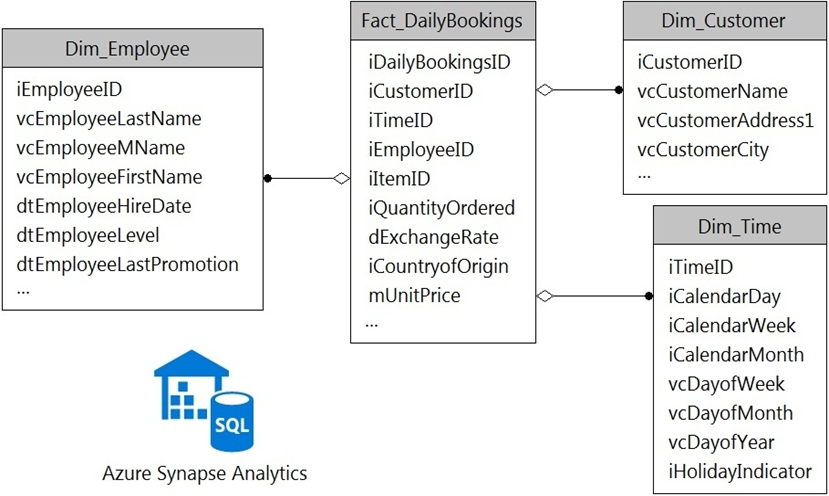 Dim_Employee
iEmployeeID
vcEmployeeLastName
vcEmployeeMName
vcEmployeeFirstName
dtEmployeeHireDate
dtEmployeeLevel
dtEmployeeLastPromotion
...
Fact_DailyBookings
iDailyBookingsID
iCustomerID
iTimeID
iEmployeeID
iItemID
iQuantityOrdered
dExchangeRate
iCountryofOrigin
mUnitPrice
...
Dim_Customer
iCustomerID
vcCustomerName
vcCustomerAddress1
vcCustomerCity
...
Dim_Time
iTimeID
iCalendarDay
iCalendarWeek
iCalendarMonth
vcDayofWeek
vcDayofMonth
vcDayofYear
iHolidayIndicator
SQL
Azure Synapse Analytics